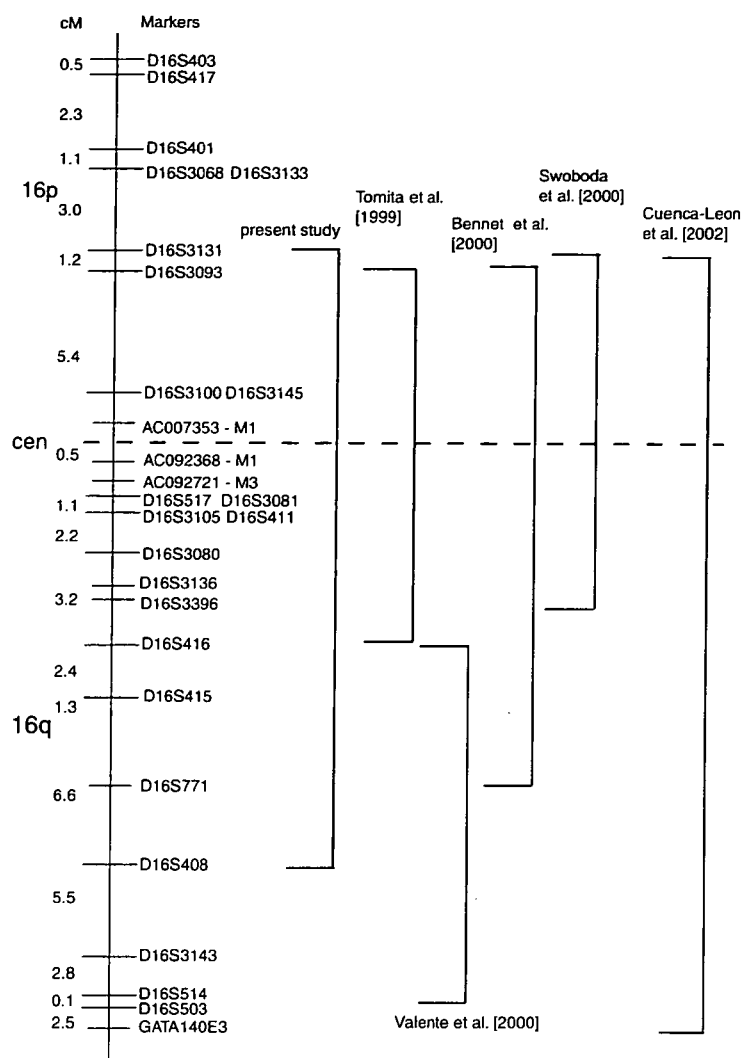 cM Markers
0.5
D16S403
D16S417
2.3
1.1
D16S401
D16S3068 D16S3133
16p
3.0
present study
Tomita et al.
[1999]
Bennet et al.
[2000]
Swoboda
et al. [2000]
Cuenca-Leon
et al. [2002]
1.2
D16S3131
D16S3093
5.4
D16S3100 D16S3145
AC007353 - M1
cen
0.5
AC092368 - M1
AC092721 - M3
1.1
D16S517 D16S3081
D16S3105 D16S411
2.2
D16S3080
D16S3136
3.2
D16S3396
D16S416
2.4
D16S415
1.3
16q
D16S771
6.6
D16S408
5.5
D16S3143
2.8
D16S514
0.1
D16S503
2.5
GATA140E3
Valente et al. [2000]